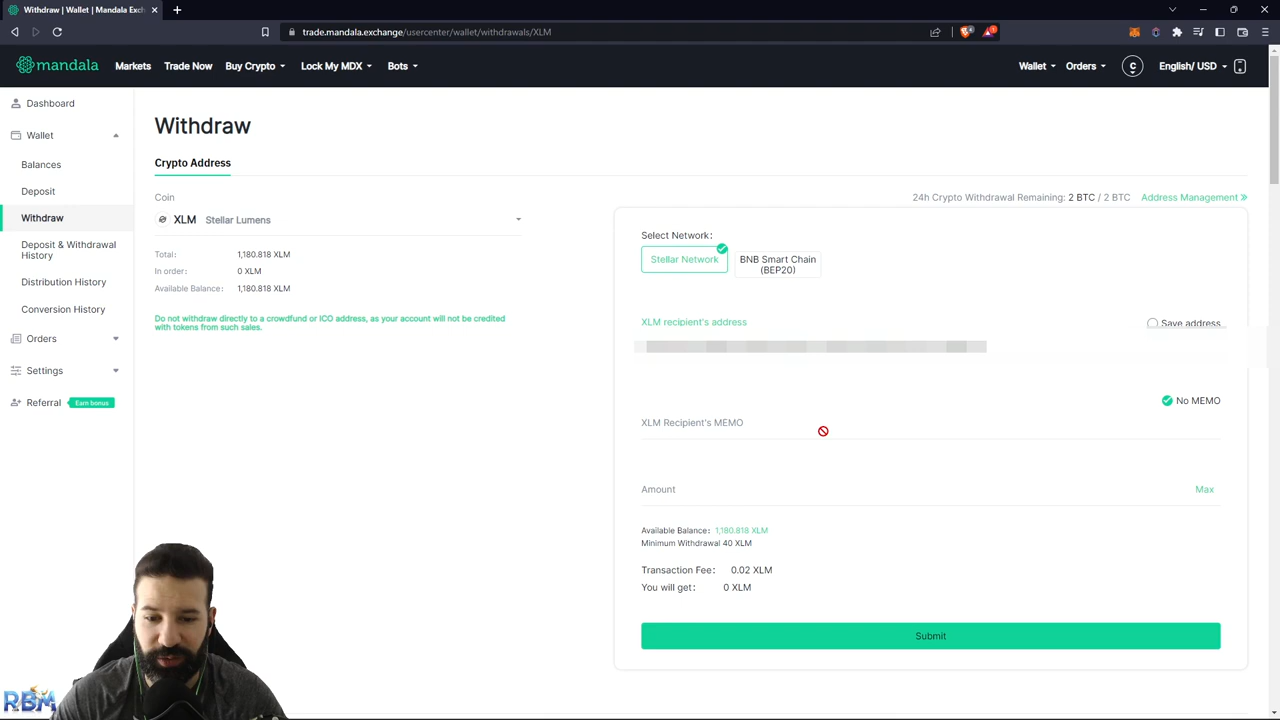 Withdraw | Wallet | Mandala Exch
trade.mandala.exchange/usercenter/wallet/withdrawals/XLM
mandala
Markets
Trade Now
Buy Crypto
Lock My MDX
Bots
Wallet
Orders
English/ USD
Dashboard
Wallet
Balances
Deposit
Withdraw
Deposit & Withdrawal
History
Distribution History
Conversion History
Orders
Settings
Referral
Earn bonus
Withdraw
Crypto Address
Coin
XLM Stellar Lumens
Total: 1,180.818 XLM
In order: 0 XLM
Available Balance: 1,180.818 XLM
Do not withdraw directly to a crowdfund or ICO address, as your account will not be credited
with tokens from such sales.
24h Crypto Withdrawal Remaining: 2 BTC / 2 BTC
Address Management
Select Network:
Stellar Network
BNB Smart Chain
(BEP20)
XLM recipient's address
Save address
No MEMO
XLM Recipient's MEMO
Amount
Max
Available Balance: 1,180.818 XLM
Minimum Withdrawal 40 XLM
Transaction Fee: 0.02 XLM
You will get: 0 XLM
Submit
RBM